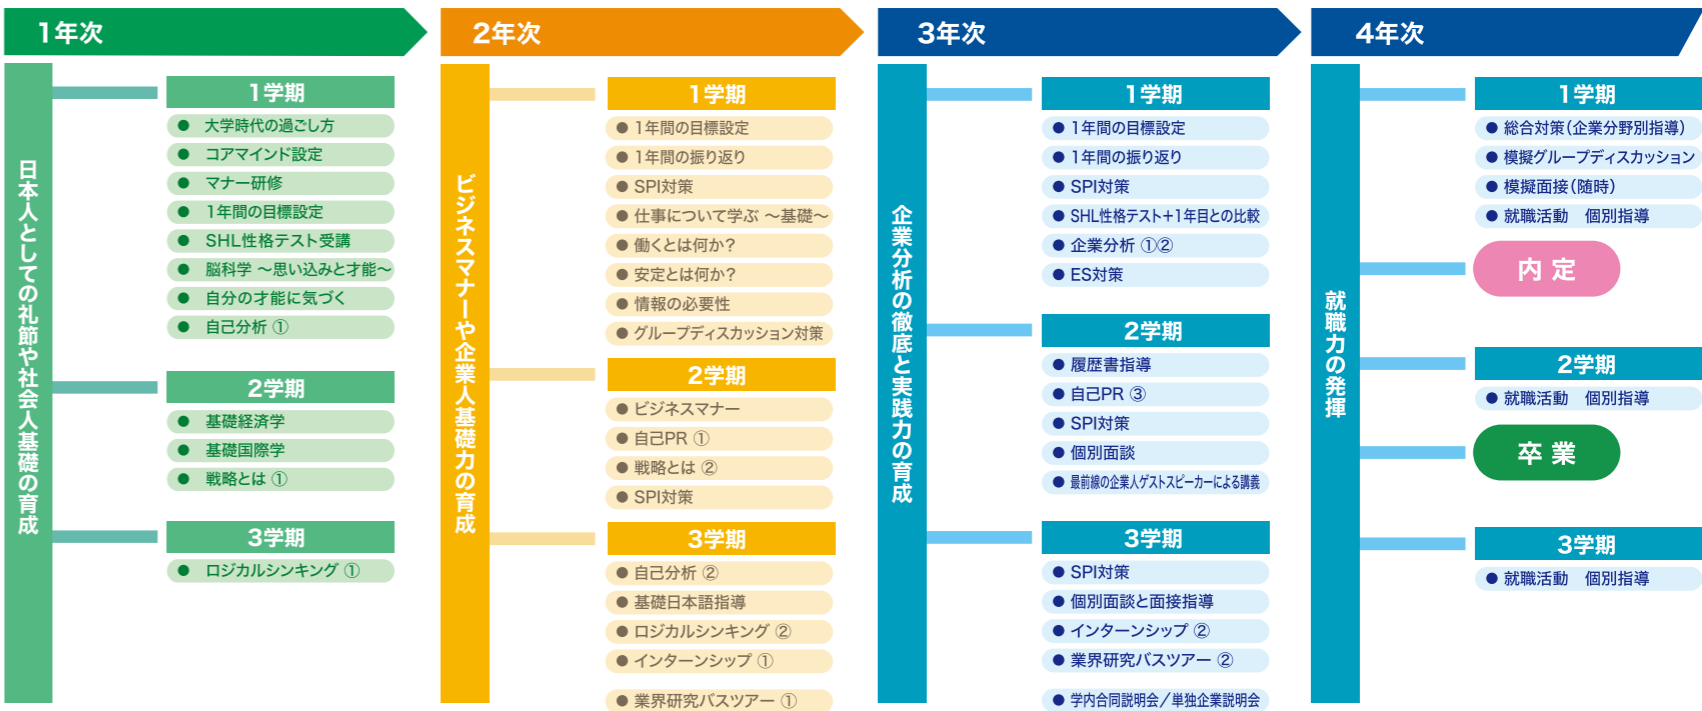 1年次
日本人としての礼節や社会人基礎の育成
1学期
● 大学時代の過ごし方
● コアマインド設定
● マナー研修
● 1年間の目標設定
● SHL性格テスト受講
● 脳科学 〜思い込みと才能〜
● 自分の才能に気づく
● 自己分析 ①
2学期
● 基礎経済学
● 基礎国際学
● 戦略とは ①
3学期
● ロジカルシンキング ①
2年次
ビジネスマナーや企業人基礎力の育成
1学期
● 1年間の目標設定
● 1年間の振り返り
● SPI対策
● 仕事について学ぶ 〜基礎〜
● 働くとは何か？
● 安定とは何か？
● 情報の必要性
● グループディスカッション対策
2学期
● ビジネスマナー
● 自己PR ①
● 戦略とは ②
● SPI対策
3学期
● 自己分析 ②
● 基礎日本語指導
● ロジカルシンキング ②
● インターンシップ ①
● 業界研究バスツアー ①
3年次
企業分析の徹底と実践力の育成
1学期
● 1年間の目標設定
● 1年間の振り返り
● SPI対策
● SHL性格テスト+1年目との比較
● 企業分析 ①②
● ES対策
2学期
● 履歴書指導
● 自己PR ③
● SPI対策
● 個別面談
● 最前線の企業人ゲストスピーカーによる講義
3学期
● SPI対策
● 個別面談と面接指導
● インターンシップ ②
● 業界研究バスツアー ②
● 学内合同説明会／単独企業説明会
4年次
就職力の発揮
1学期
● 総合対策（企業分野別指導）
● 模擬グループディスカッション
● 模擬面接（随時）
● 就職活動　個別指導
内 定
2学期
● 就職活動　個別指導
卒 業
3学期
● 就職活動　個別指導